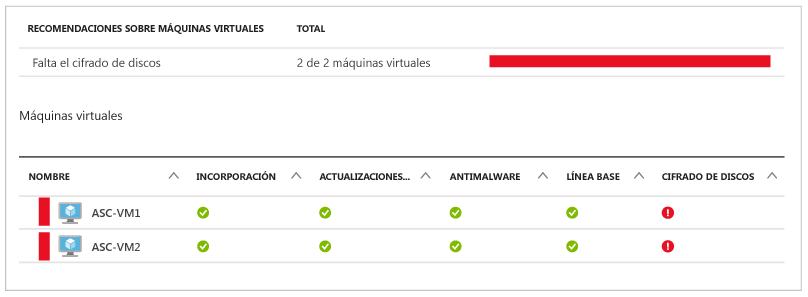 RECOMENDACIONES SOBRE MÁQUINAS VIRTUALES TOTAL
Falta el cifrado de discos 2 de 2 máquinas virtuales
Máquinas virtuales
NOMBRE INCORPORACIÓN ACTUALIZACIONES... ANTIMALWARE LÍNEA BASE CIFRADO DE DISCOS
ASC-VM1
ASC-VM2